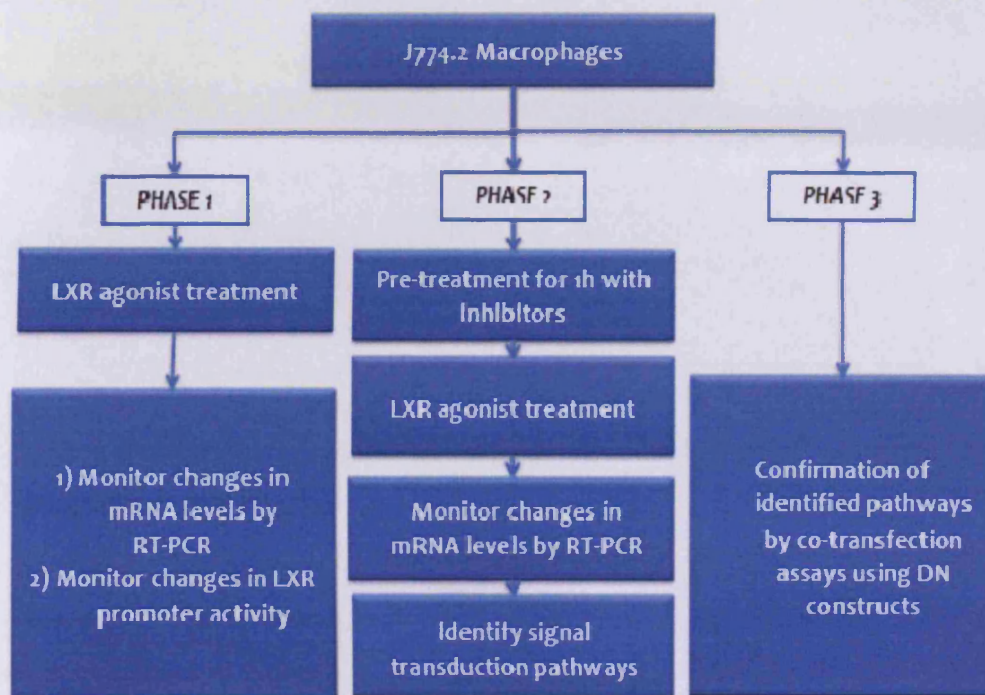 J774.2 Macrophages
PHASE 1
PHASE 2
PHASE 3
LXR agonist treatment
1) Monitor changes in
mRNA levels by
RT-PCR
2) Monitor changes in LXR
promoter activity
Pre-treatment for 1h with
inhibitors
LXR agonist treatment
Monitor changes in
mRNA levels by RT-PCR
Identify signal
transduction pathways
Confirmation of
identified pathways
by co-transfection
assays using DN
constructs